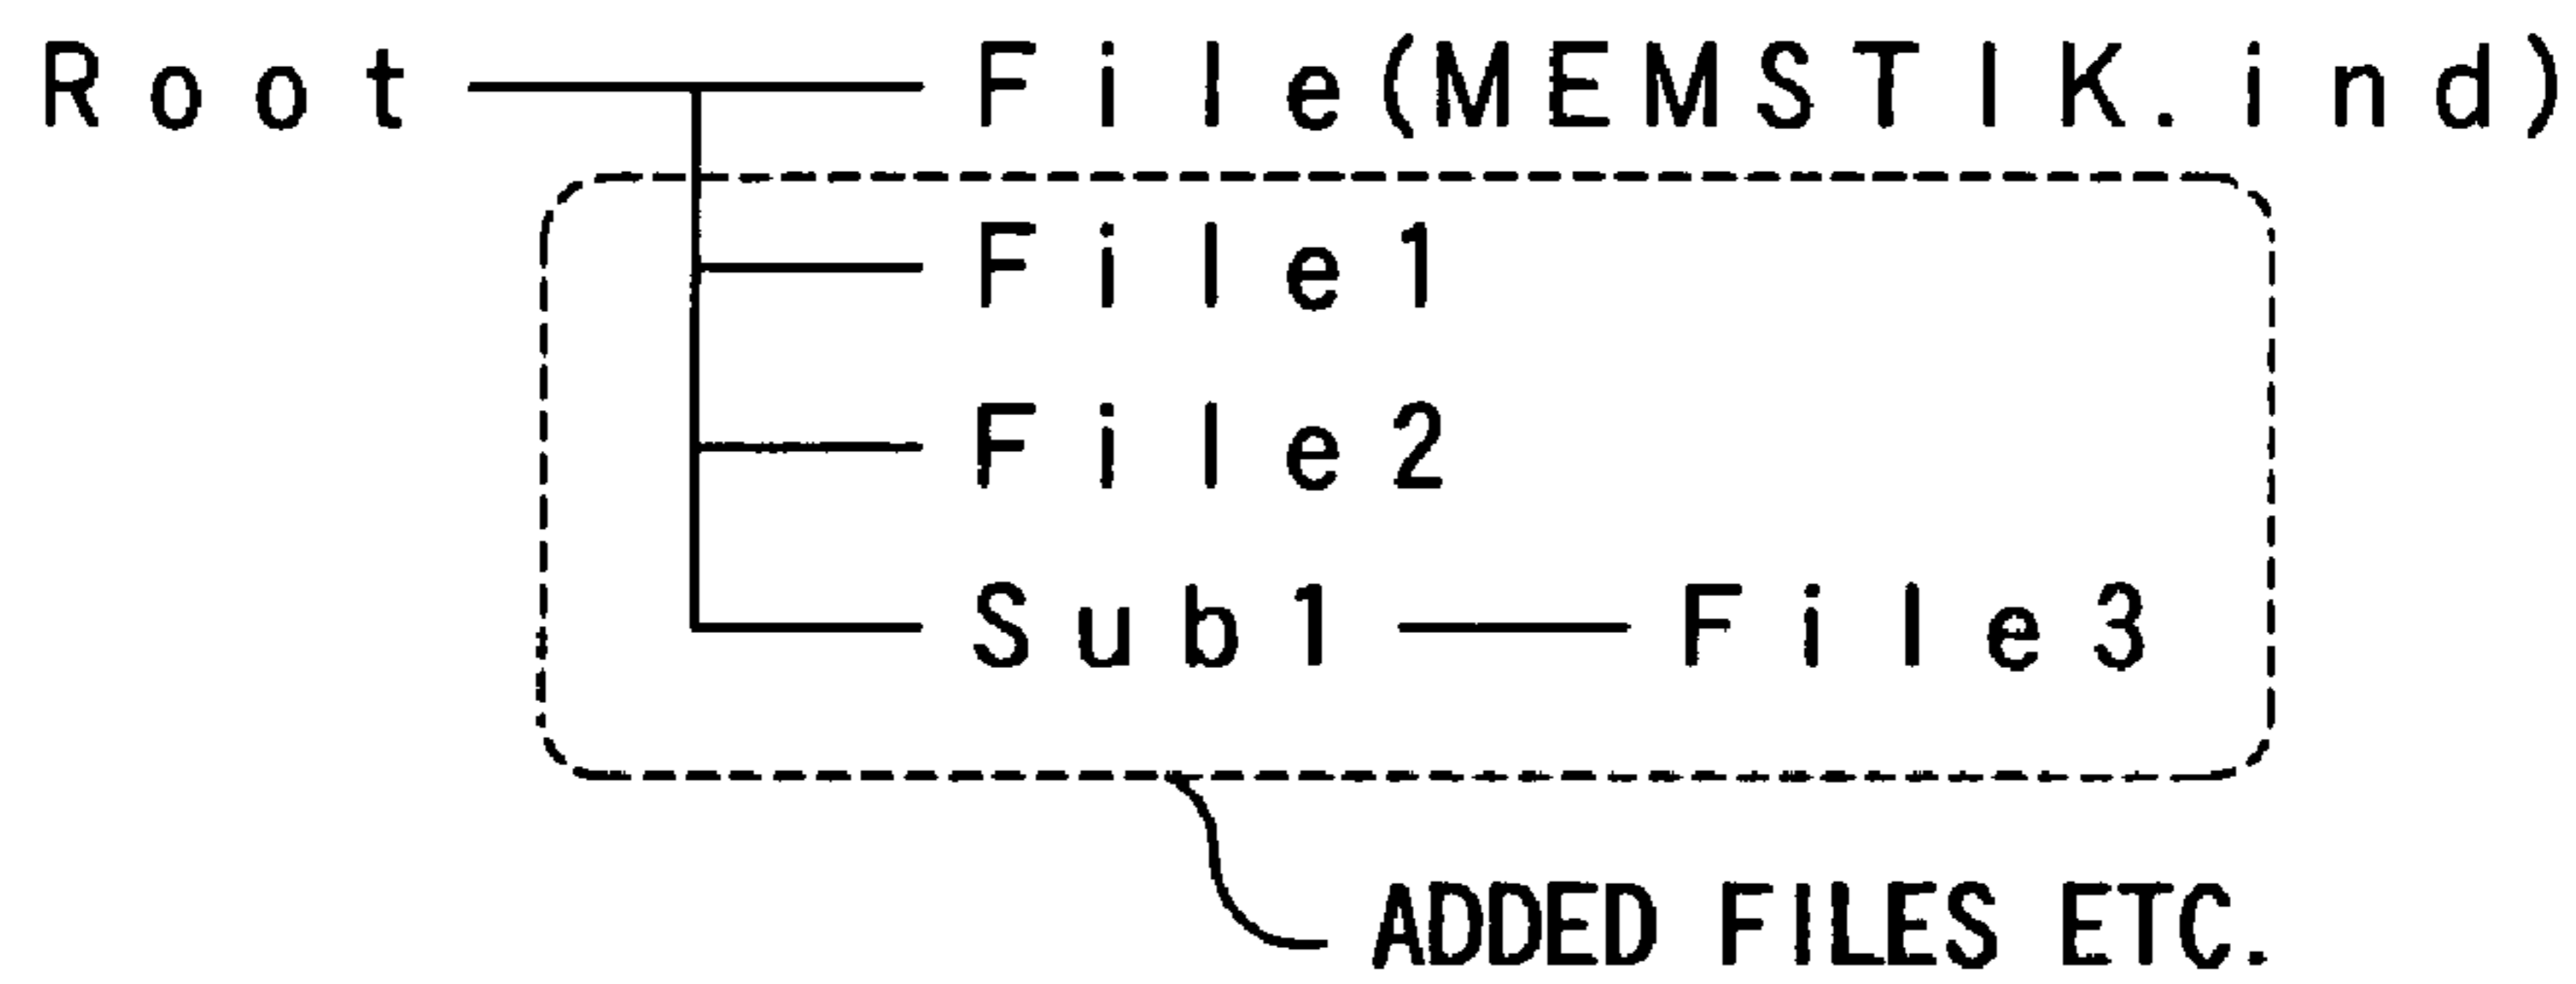 Root File(MEMSTIK.ind)
File1
File2
Sub1 File3
ADDED FILES ETC.